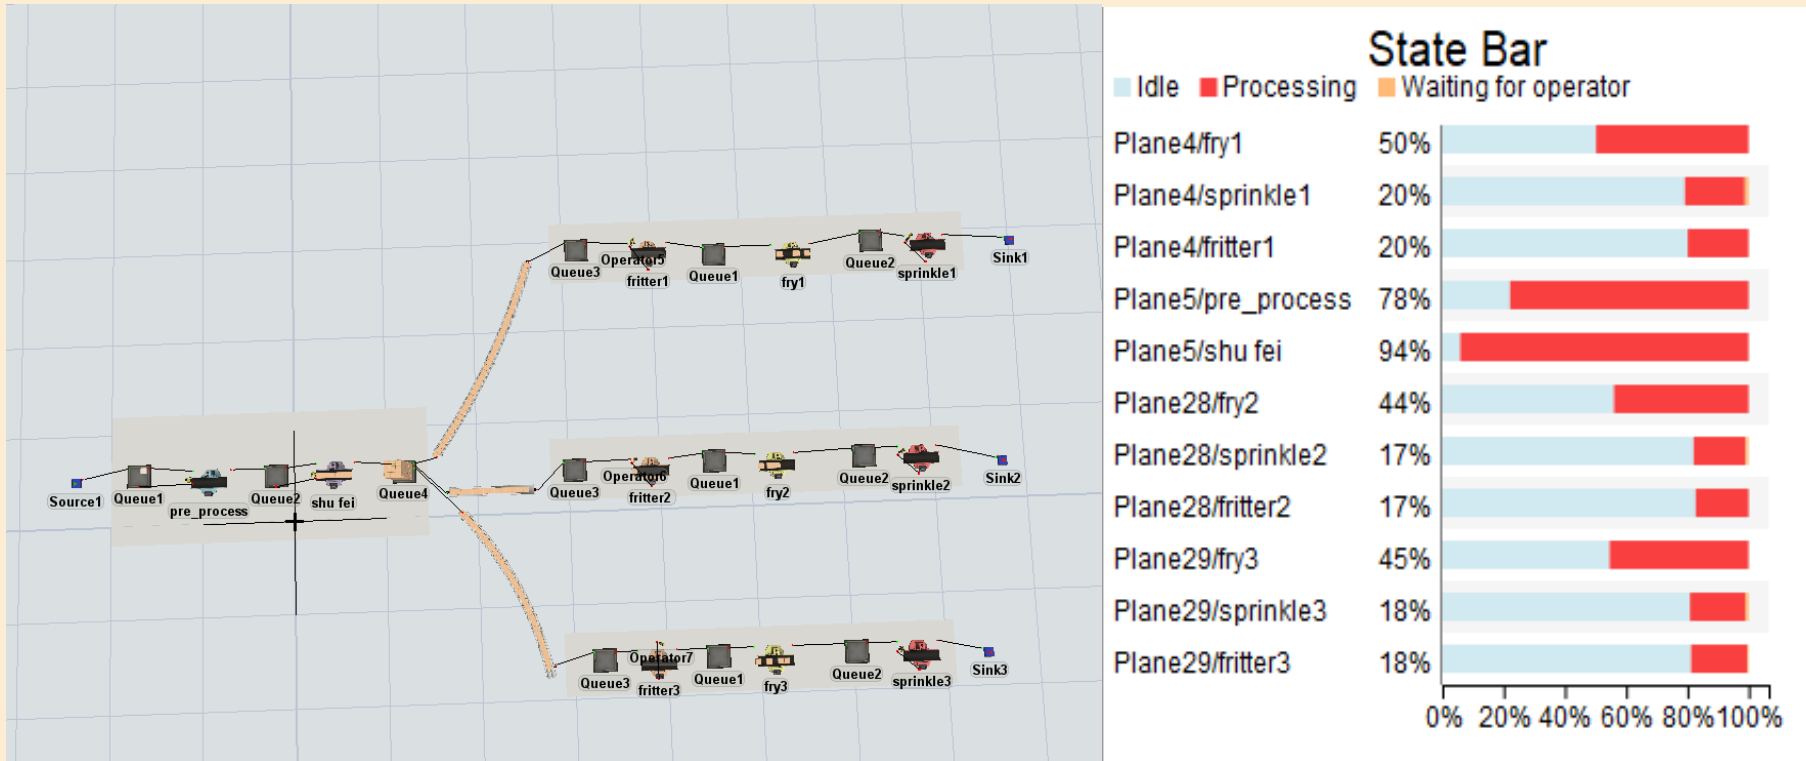 Queue3
Operator5
fritter1
Queue1
fry1
Queue2
sprinkle1
Sink1
Source1
Queue1
pre_process
Queue2
shu fei
Queue4
Queue3
Operator6
fritter2
Queue1
fry2
Queue2
sprinkle2
Sink2
Queue3
Operator7
fritter3
Queue1
fry3
Queue2
sprinkle3
Sink3
State Bar
Idle Processing Waiting for operator
Plane4/fry1 50%
Plane4/sprinkle1 20%
Plane4/fritter1 20%
Plane5/pre_process 78%
Plane5/shu fei 94%
Plane28/fry2 44%
Plane28/sprinkle2 17%
Plane28/fritter2 17%
Plane29/fry3 45%
Plane29/sprinkle3 18%
Plane29/fritter3 18%
0% 20% 40% 60% 80% 100%